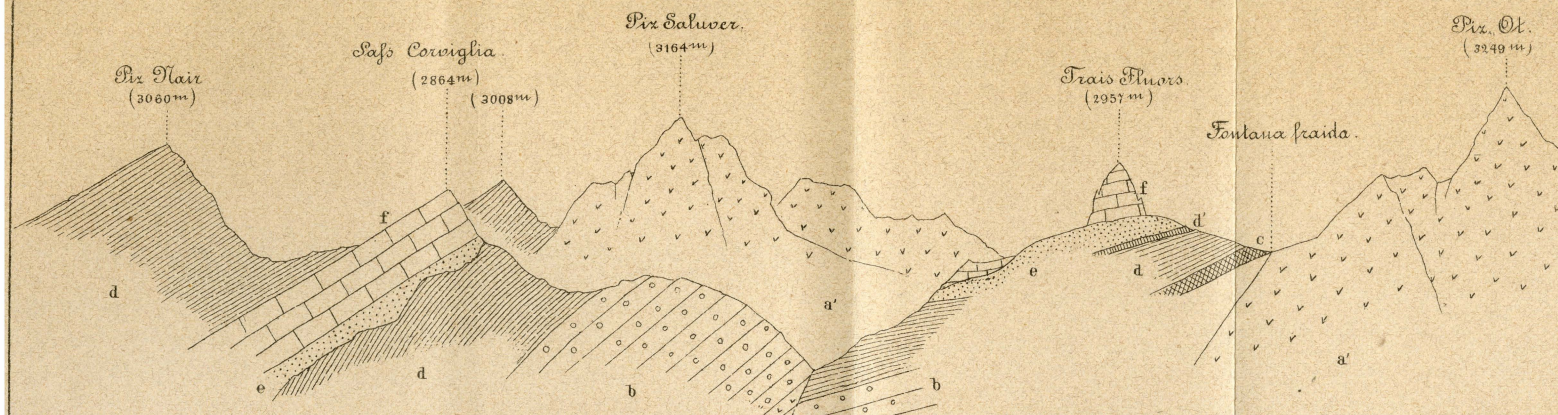 Piz Nair
(3060m)
Sass Corviglia.
(2864m)
(3008m)
Piz Saluver.
(3164m)
Trais Fluors.
(2957m)
Fontana fraida.
Piz. Ot.
(3249m)
f
f
d'
c
d
e
d
a'
a'
e
d
b
b